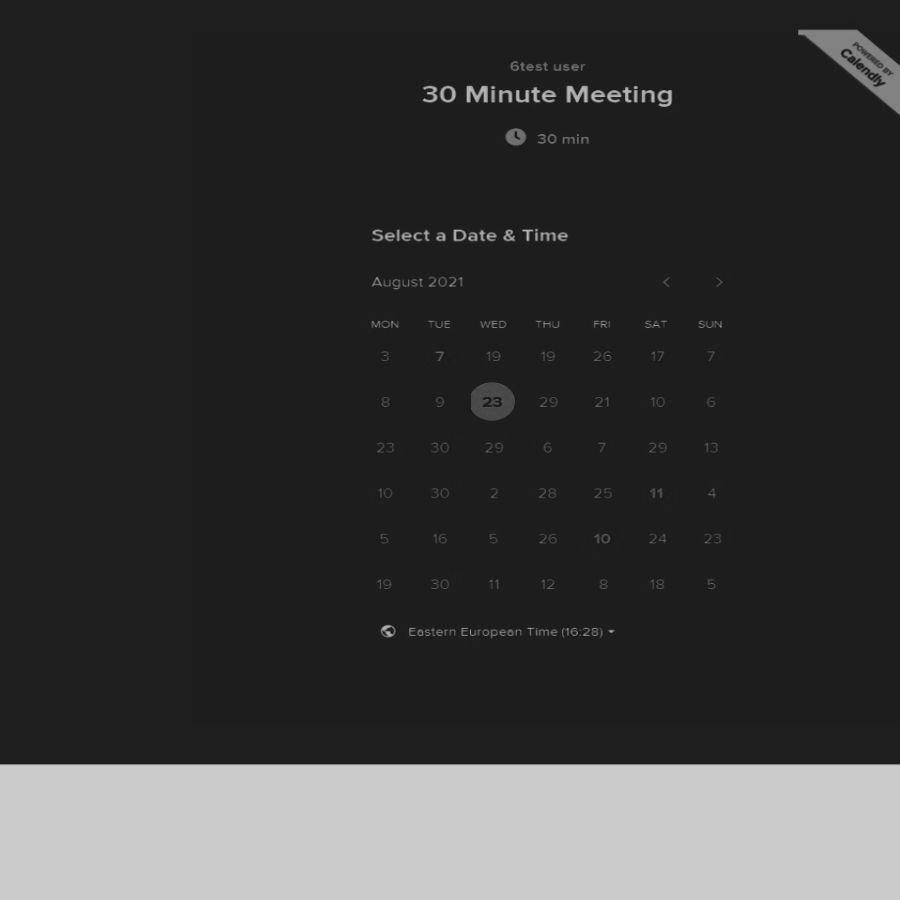 POWERED BY
Calendly
6test user
30 Minute Meeting
30 min
Select a Date & Time
August 2021
MON TUE WED THU FRI SAT SUN
3 7 19 19 26 17 7
8 9 23 29 21 10 6
23 30 29 6 7 29 13
10 30 2 28 25 11 4
5 16 5 26 10 24 23
19 30 11 12 8 18 5
Eastern European Time (16:28)